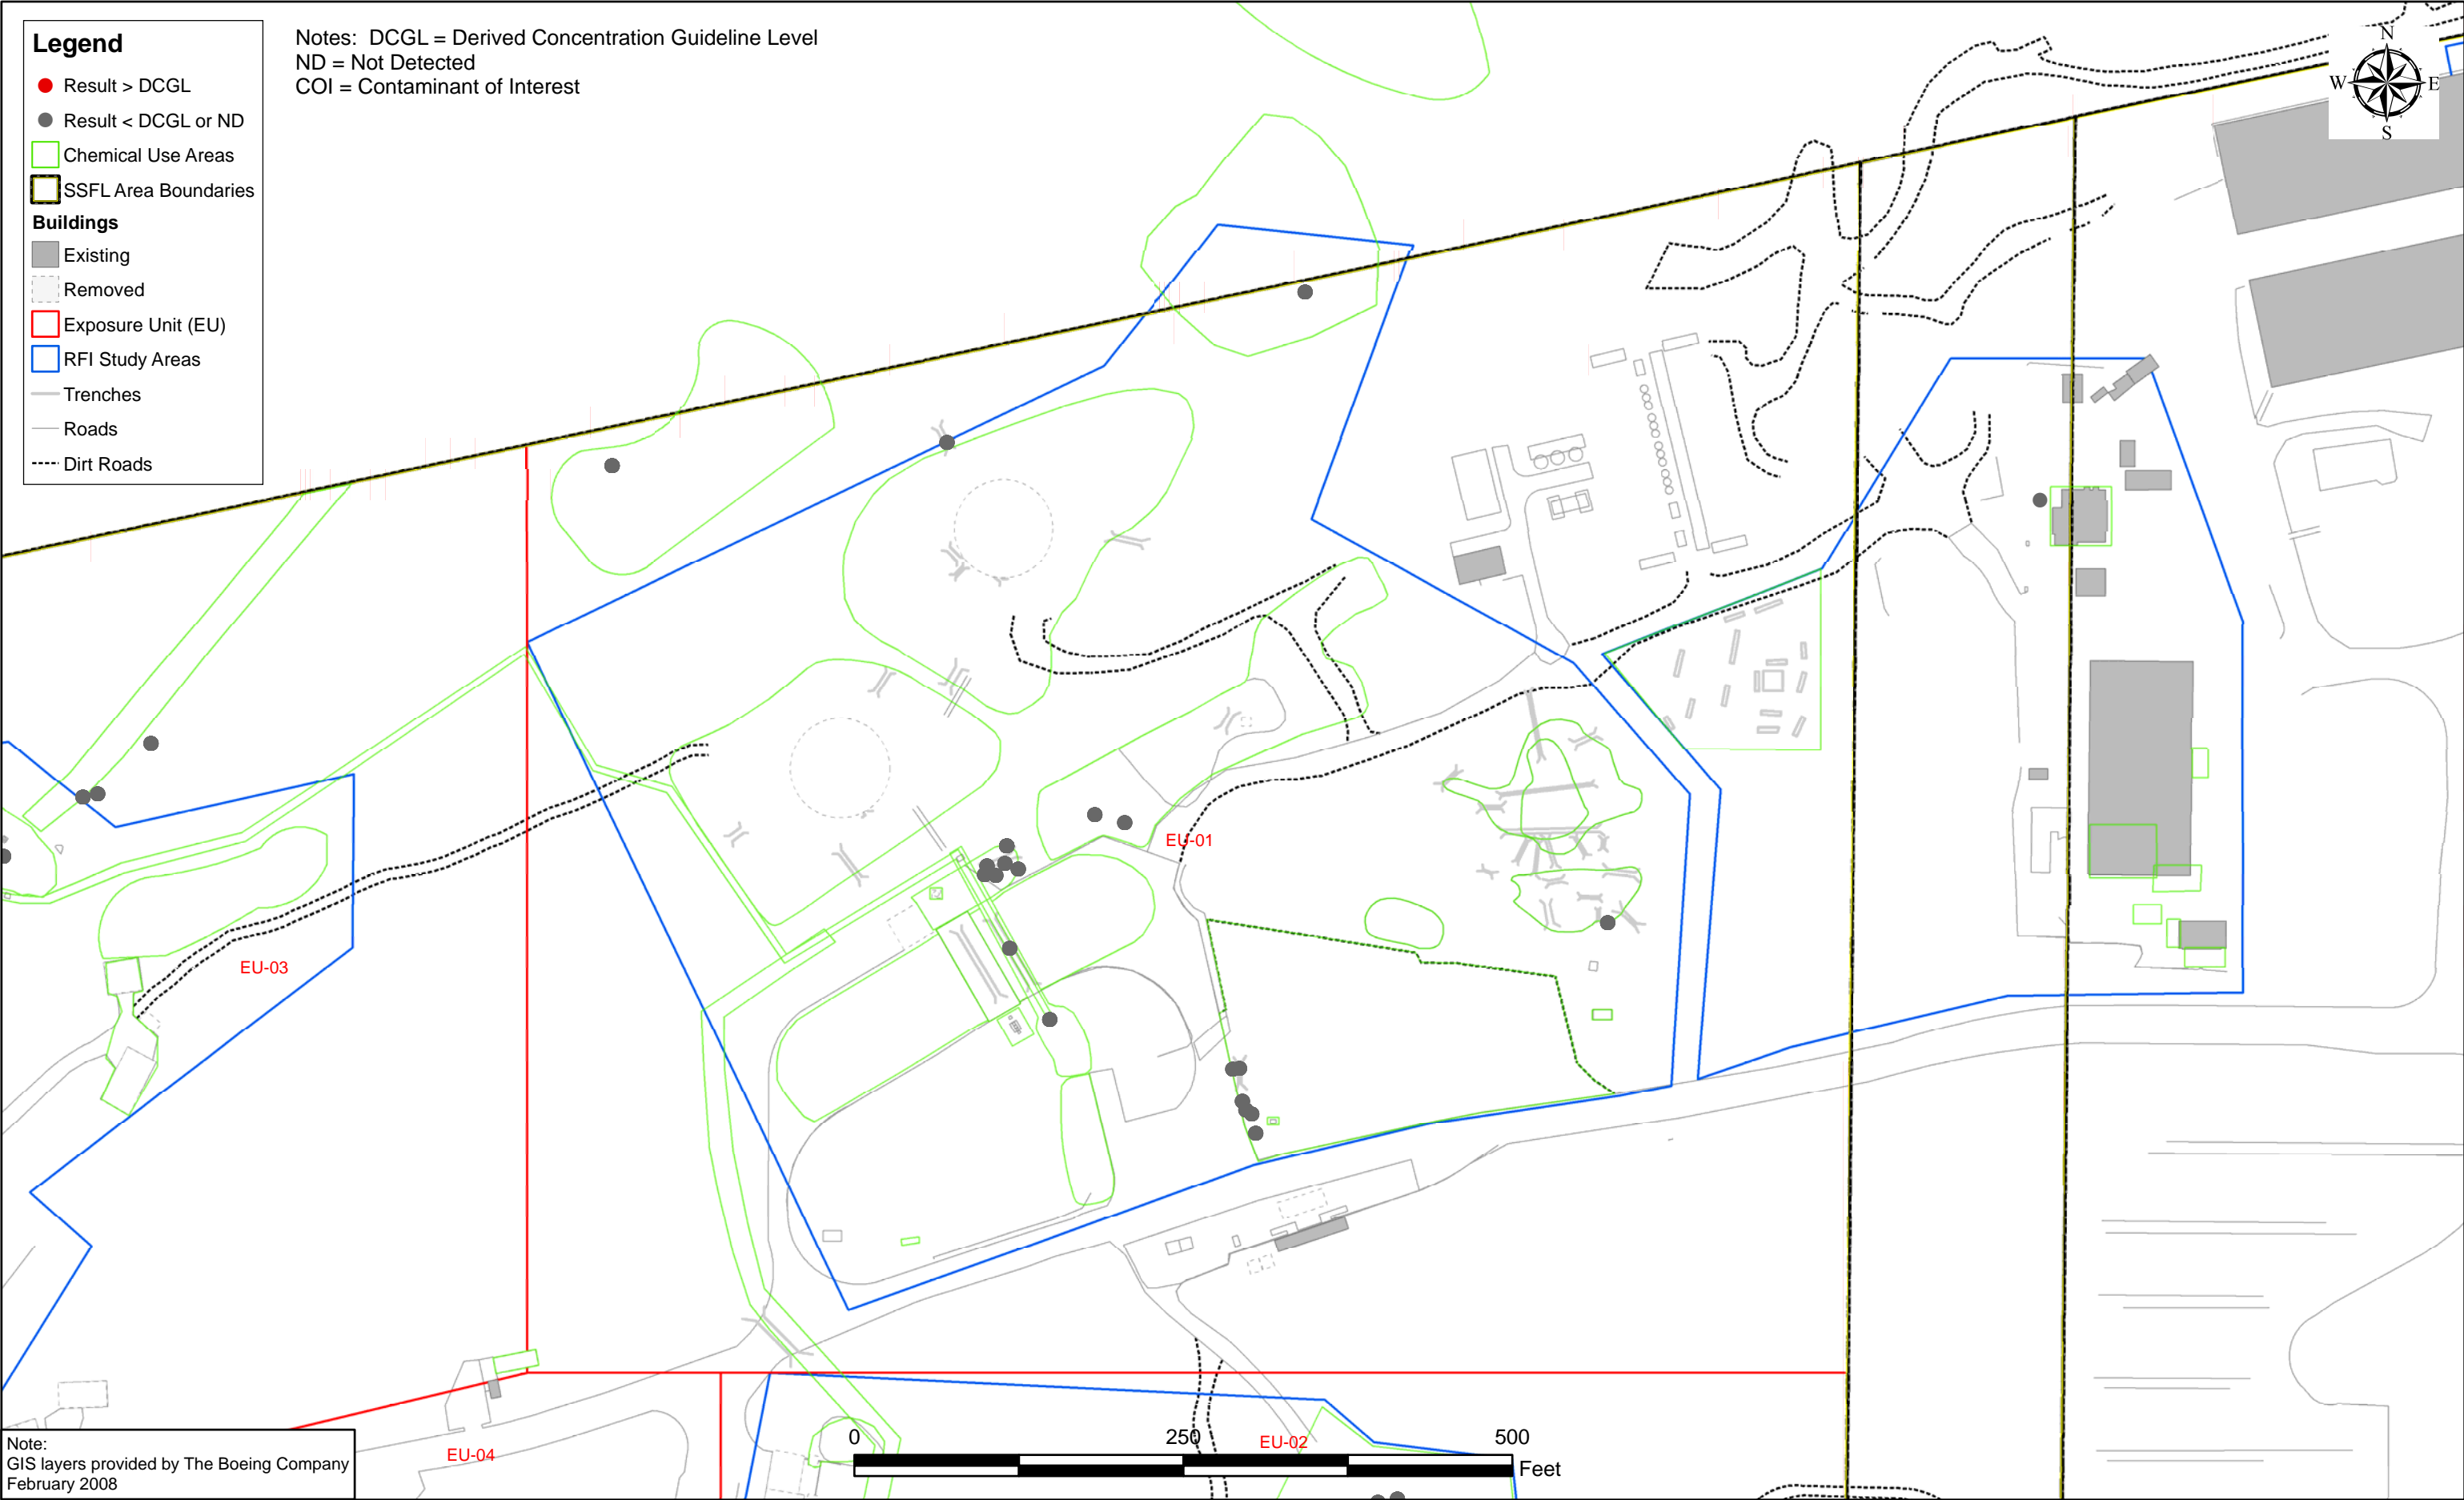 Legend
Result > DCGL
Result < DCGL or ND
Chemical Use Areas
SSFL Area Boundaries
Buildings
Existing
Removed
Exposure Unit (EU)
RFI Study Areas
Trenches
Roads
Dirt Roads
Notes: DCGL = Derived Concentration Guideline Level
ND = Not Detected
COI = Contaminant of Interest
N
W
E
S
EU-01
EU-03
EU-04
EU-02
0
250
500
Feet
Note:
GIS layers provided by The Boeing Company
February 2008